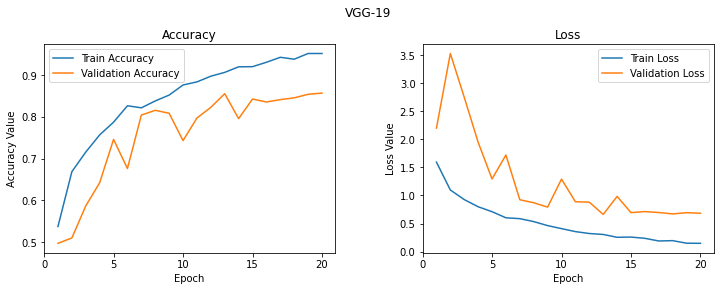 VGG-19
Accuracy
Train Accuracy
Validation Accuracy
0.9
0.8
0.7
0.6
0.5
Accuracy Value
0
5
10
15
20
Epoch
Loss
Train Loss
Validation Loss
3.5
3.0
2.5
2.0
1.5
1.0
0.5
0.0
Loss Value
0
5
10
15
20
Epoch